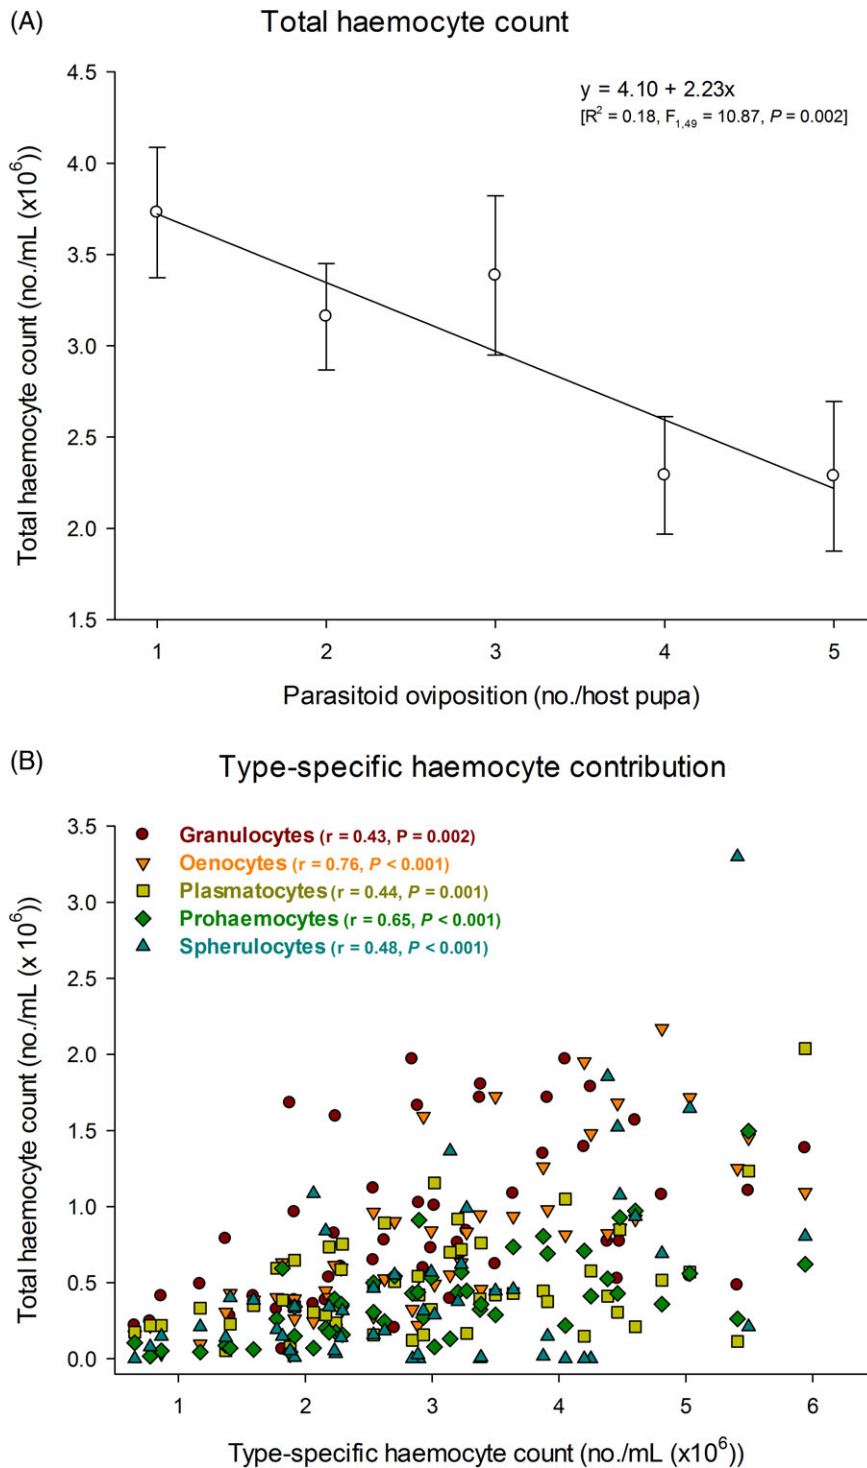 (A)
Total haemocyte count
y = 4.10 + 2.23x
[R² = 0.18, F₁,₄₉ = 10.87, P = 0.002]
Total haemocyte count (no./mL (x10⁶))
4.5
4.0
3.5
3.0
2.5
2.0
1.5
1 2 3 4 5
Parasitoid oviposition (no./host pupa)
(B)
Type-specific haemocyte contribution
Granulocytes (r = 0.43, P = 0.002)
Oenocytes (r = 0.76, P < 0.001)
Plasmatocytes (r = 0.44, P = 0.001)
Prohaemocytes (r = 0.65, P < 0.001)
Spherulocytes (r = 0.48, P < 0.001)
Total haemocyte count (no./mL (x 10⁶))
3.5
3.0
2.5
2.0
1.5
1.0
0.5
0.0
1 2 3 4 5 6
Type-specific haemocyte count (no./mL (x10⁶))